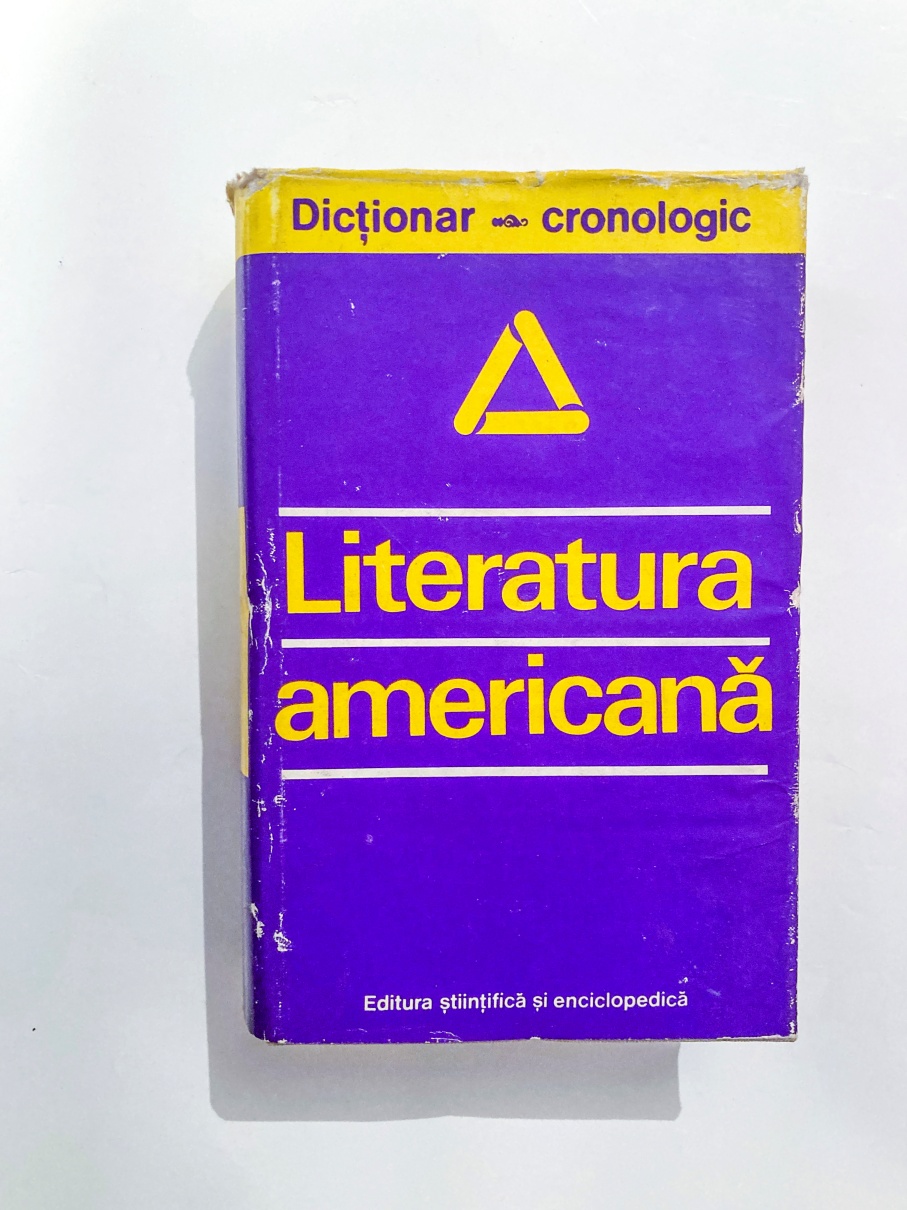 Dicționar cronologic
Literatura
americană
Editura științifică și enciclopedică